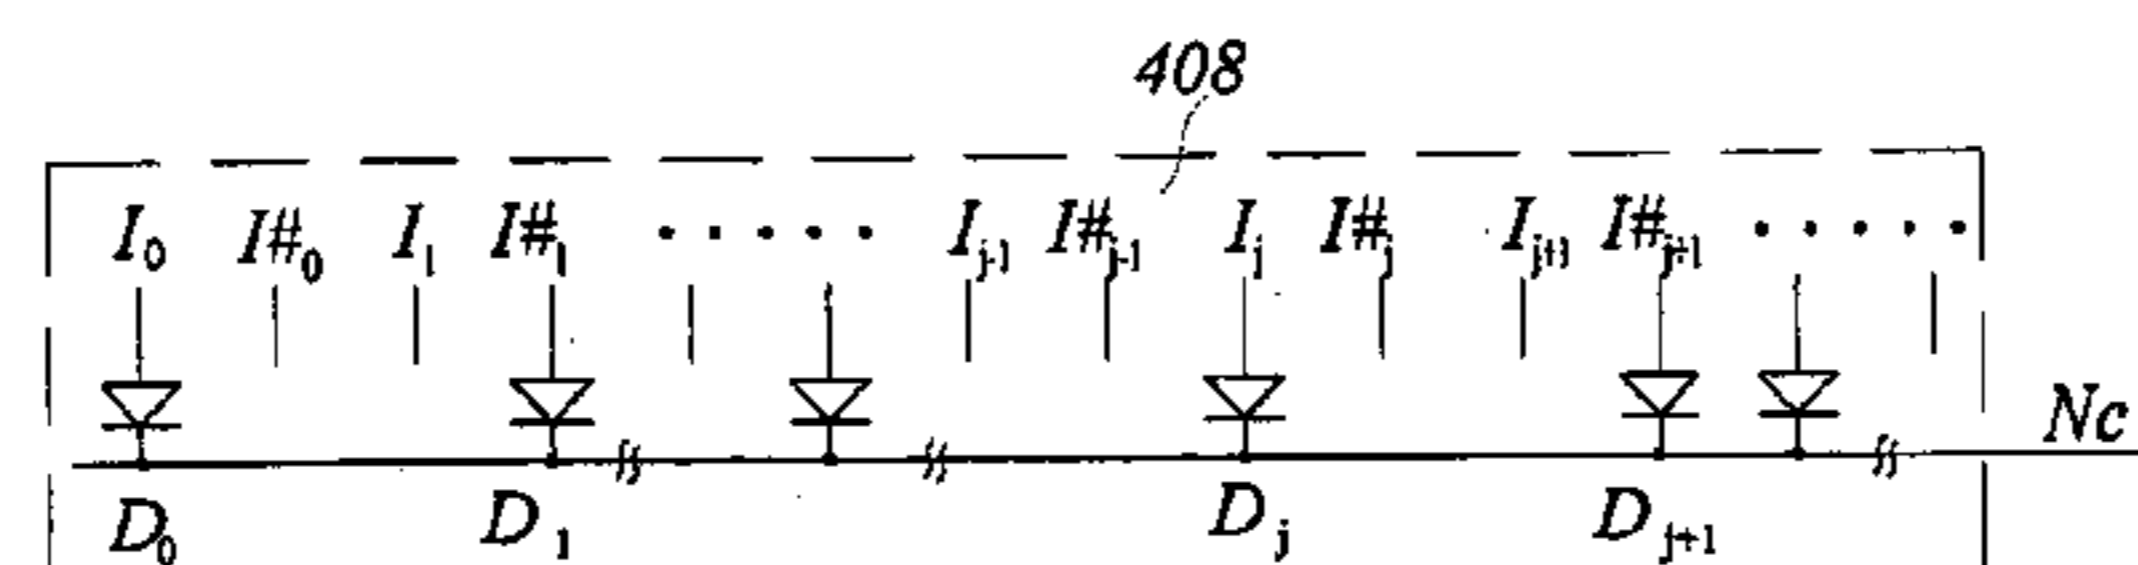 408
I₀ I#₀ I₁ I#₁ ..... Iⱼ₋₁ I#ⱼ₋₁ Iⱼ I#ⱼ Iⱼ₊₁ I#ⱼ₊₁ .....
Nc
D₀ D₁ Dⱼ Dⱼ₊₁